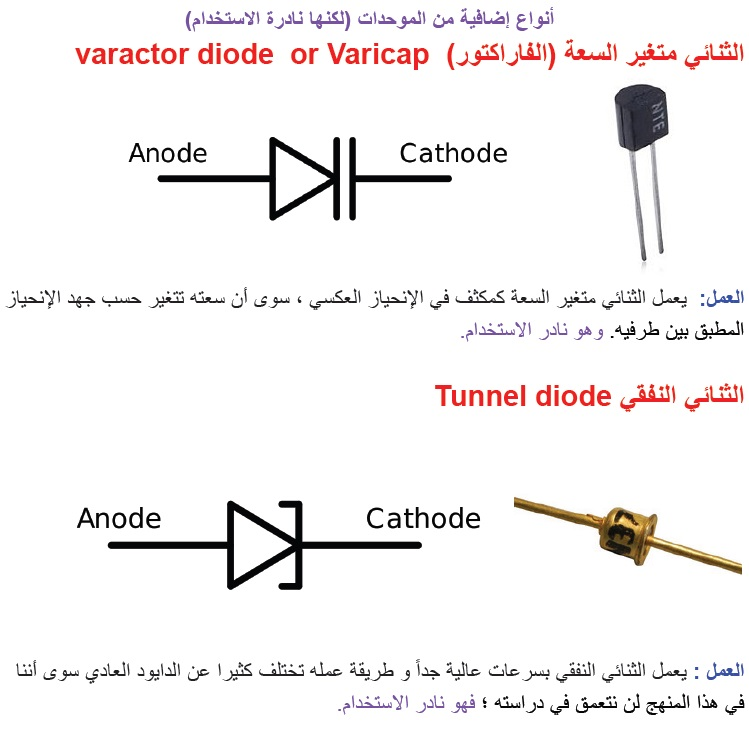 أنواع إضافية من الموحدات (لكنها نادرة الاستخدام)
الثنائي متغير السعة (الفاراكتور) varactor diode or Varicap
Anode
Cathode
NTE
العمل: يعمل الثنائي متغير السعة كمكثف في الإنحياز العكسي ، سوى أن سعته تتغير حسب جهد الإنحياز
المطبق بين طرفيه. وهو نادر الاستخدام.
الثنائي النفقي Tunnel diode
Anode
Cathode
العمل : يعمل الثنائي النفقي بسرعات عالية جداً و طريقة عمله تختلف كثيرا عن الدايود العادي سوى أننا
في هذا المنهج لن نتعمق في دراسته ؛ فهو نادر الاستخدام.